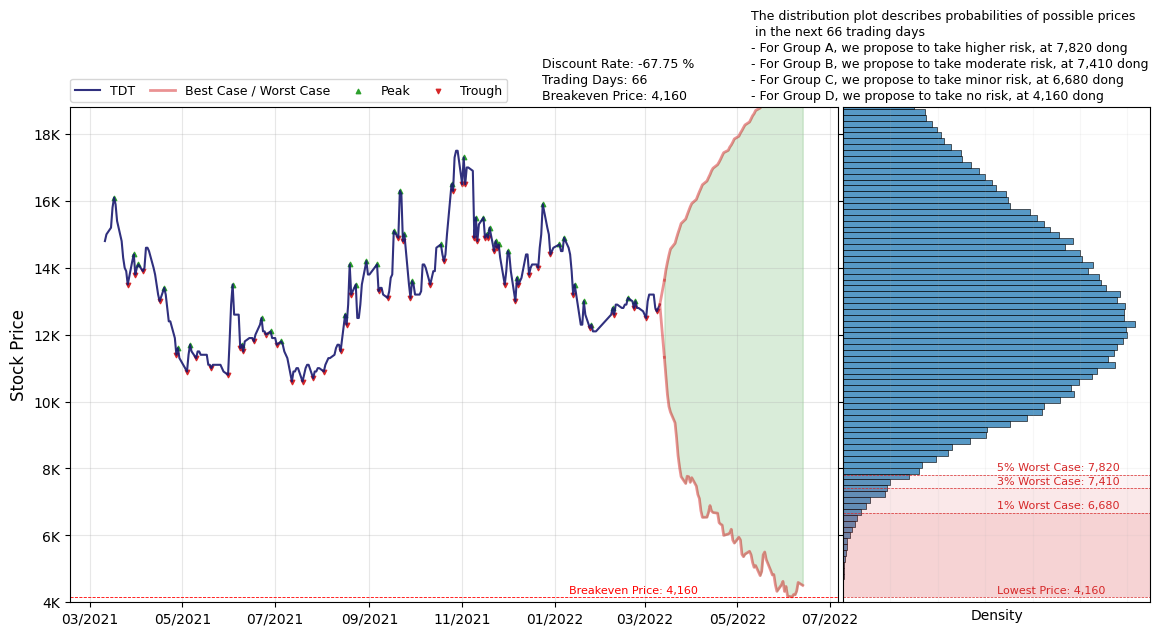 The distribution plot describes probabilities of possible prices
in the next 66 trading days
- For Group A, we propose to take higher risk, at 7,820 dong
- For Group B, we propose to take moderate risk, at 7,410 dong
- For Group C, we propose to take minor risk, at 6,680 dong
- For Group D, we propose to take no risk, at 4,160 dong
Discount Rate: -67.75 %
Trading Days: 66
Breakeven Price: 4,160
TDT
Best Case / Worst Case
Peak
Trough
Stock Price
18K
16K
14K
12K
10K
8K
6K
4K
5% Worst Case: 7,820
3% Worst Case: 7,410
1% Worst Case: 6,680
Breakeven Price: 4,160
Lowest Price: 4,160
03/2021
05/2021
07/2021
09/2021
11/2021
01/2022
03/2022
05/2022
07/2022
Density